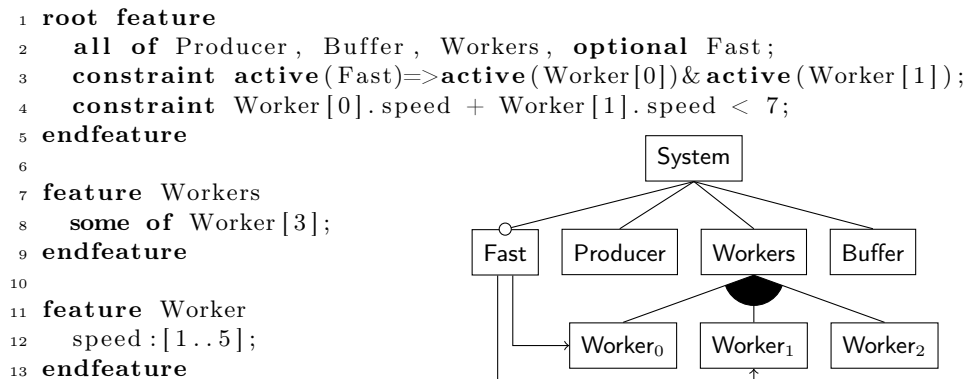 1 root feature
2 all of Producer, Buffer, Workers, optional Fast;
3 constraint active(Fast)=>active(Worker[0])&active(Worker[1]);
4 constraint Worker[0].speed + Worker[1].speed < 7;
5 endfeature
6
7 feature Workers
8 some of Worker[3];
9 endfeature
10
11 feature Worker
12 speed:[1..5];
13 endfeature
System
Fast Producer Workers Buffer
Worker₀ Worker₁ Worker₂